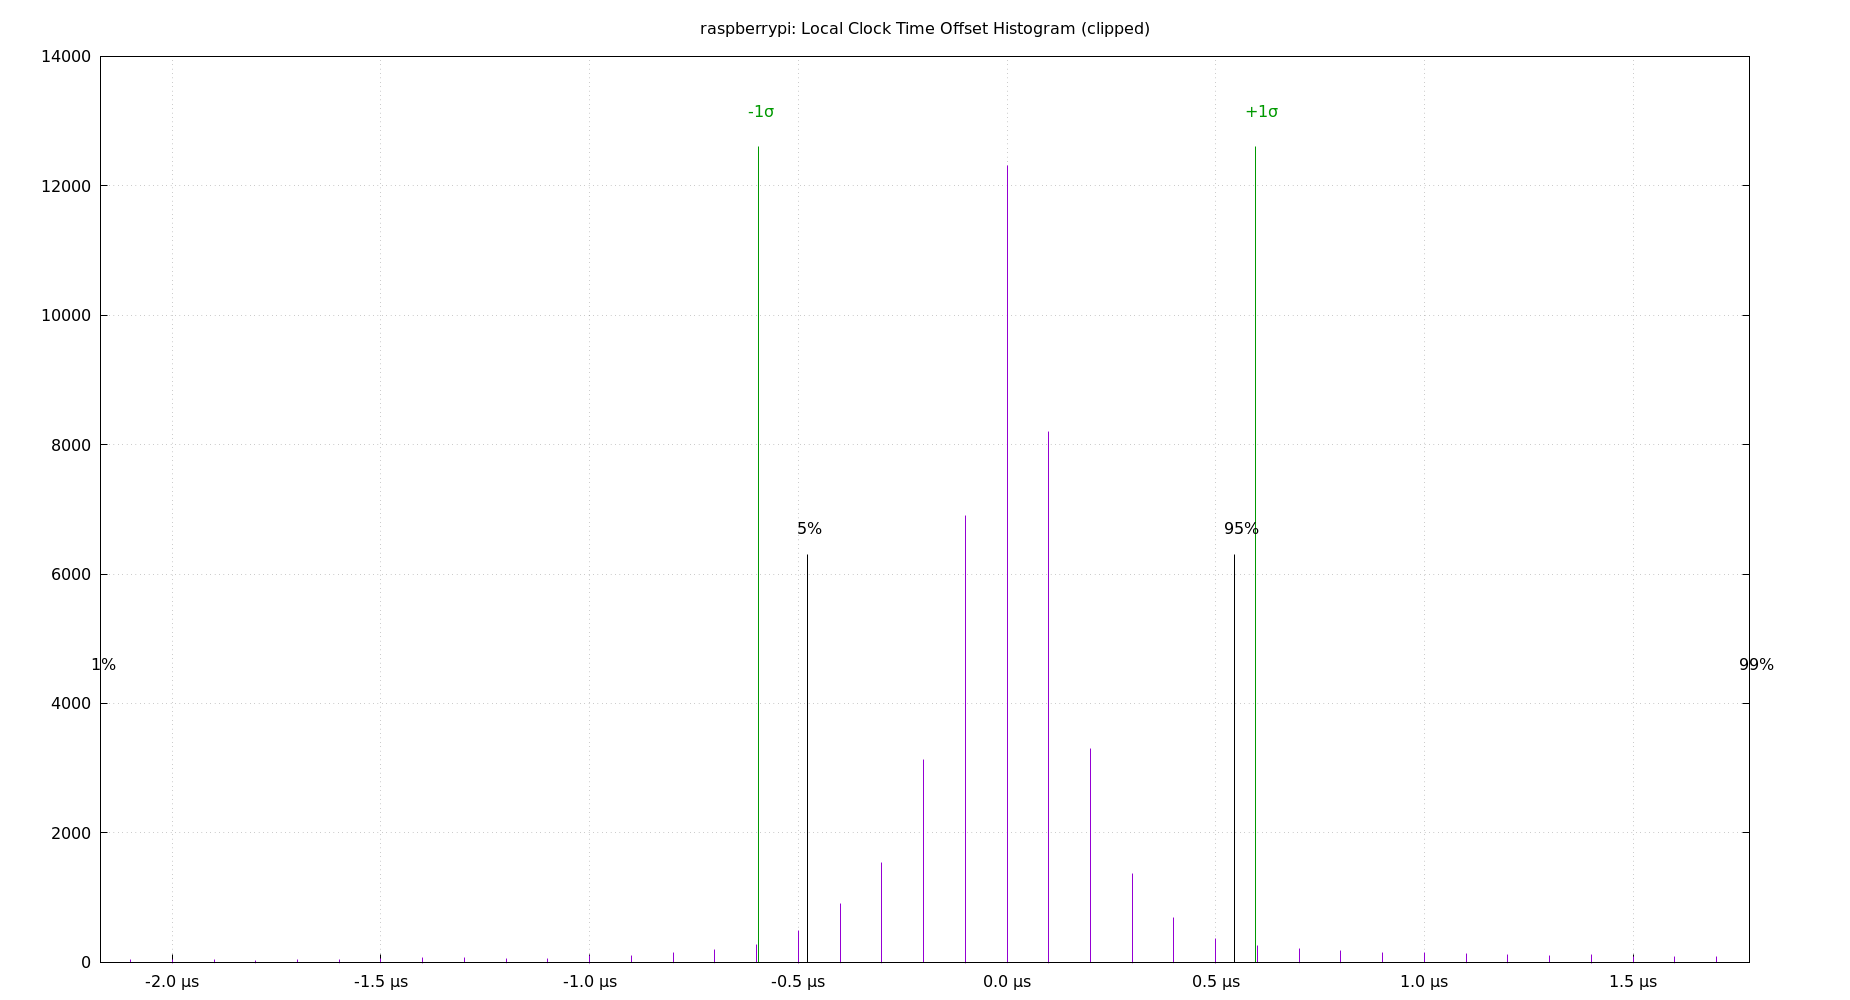 raspberrypi: Local Clock Time Offset Histogram (clipped)
14000
-1σ
+1σ
12000
10000
8000
5%
95%
6000
1%
99%
4000
2000
0
-2.0 µs
-1.5 µs
-1.0 µs
-0.5 µs
0.0 µs
0.5 µs
1.0 µs
1.5 µs